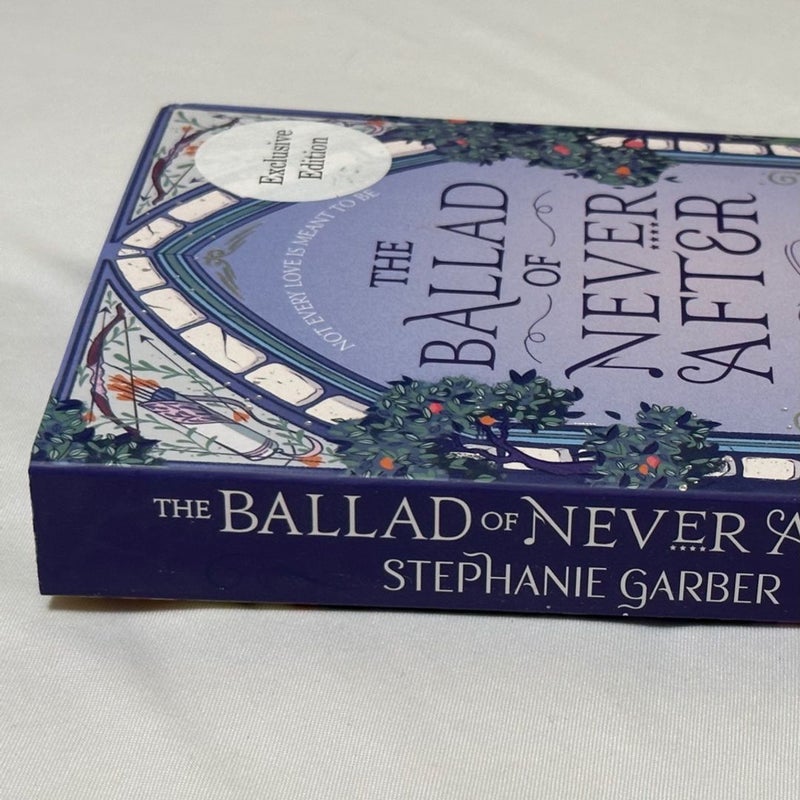 Exclusive
Edition
NOT EVERY LOVE IS MEANT TO BE
THE
BALLAD
OF
NEVER
AFTER
THE BALLAD OF NEVER A
STEPHANIE GARBER